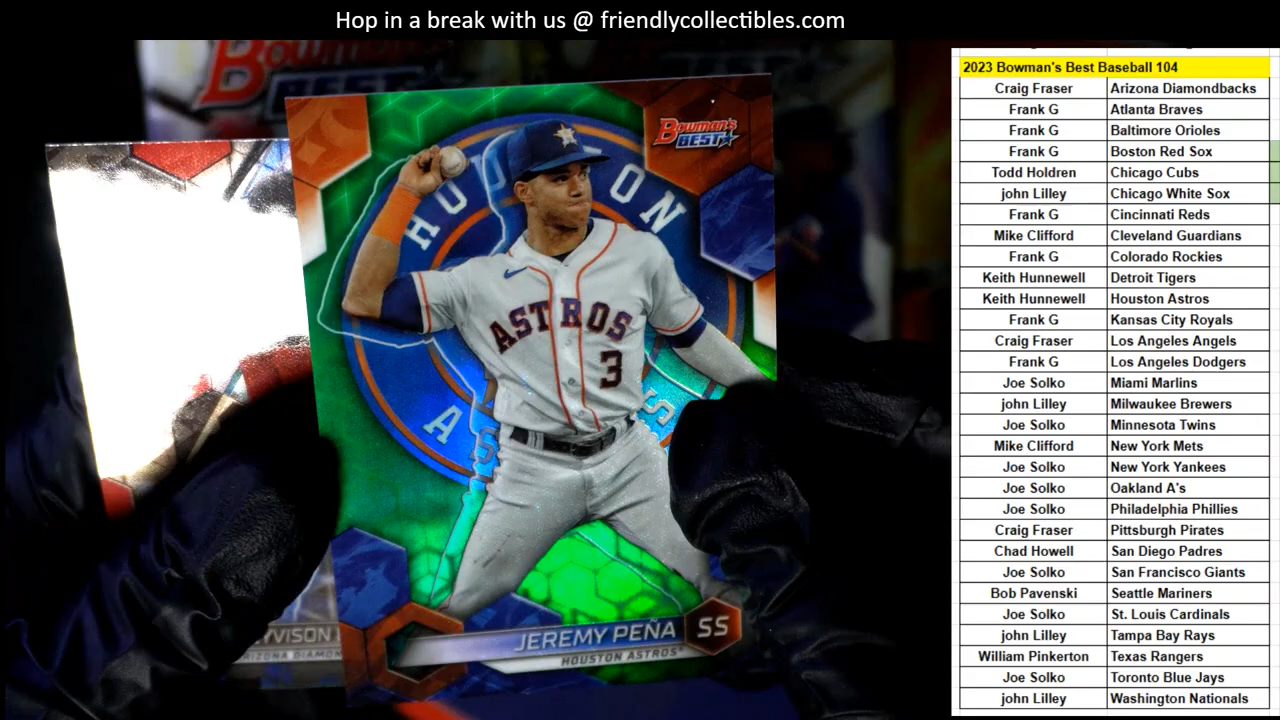 Hop in a break with us @ friendlycollectibles.com
BOWMAN'S BEST
HOUSTON
ASTROS
3
JEREMY PEÑA SS
HOUSTON ASTROS
YVISON
ARIZONA DIAMON
2023 Bowman's Best Baseball 104
Craig Fraser Arizona Diamondbacks
Frank G Atlanta Braves
Frank G Baltimore Orioles
Frank G Boston Red Sox
Todd Holdren Chicago Cubs
john Lilley Chicago White Sox
Frank G Cincinnati Reds
Mike Clifford Cleveland Guardians
Frank G Colorado Rockies
Keith Hunnewell Detroit Tigers
Keith Hunnewell Houston Astros
Frank G Kansas City Royals
Craig Fraser Los Angeles Angels
Frank G Los Angeles Dodgers
Joe Solko Miami Marlins
john Lilley Milwaukee Brewers
Joe Solko Minnesota Twins
Mike Clifford New York Mets
Joe Solko New York Yankees
Joe Solko Oakland A's
Joe Solko Philadelphia Phillies
Craig Fraser Pittsburgh Pirates
Chad Howell San Diego Padres
Joe Solko San Francisco Giants
Bob Pavenski Seattle Mariners
Joe Solko St. Louis Cardinals
john Lilley Tampa Bay Rays
William Pinkerton Texas Rangers
Joe Solko Toronto Blue Jays
john Lilley Washington Nationals